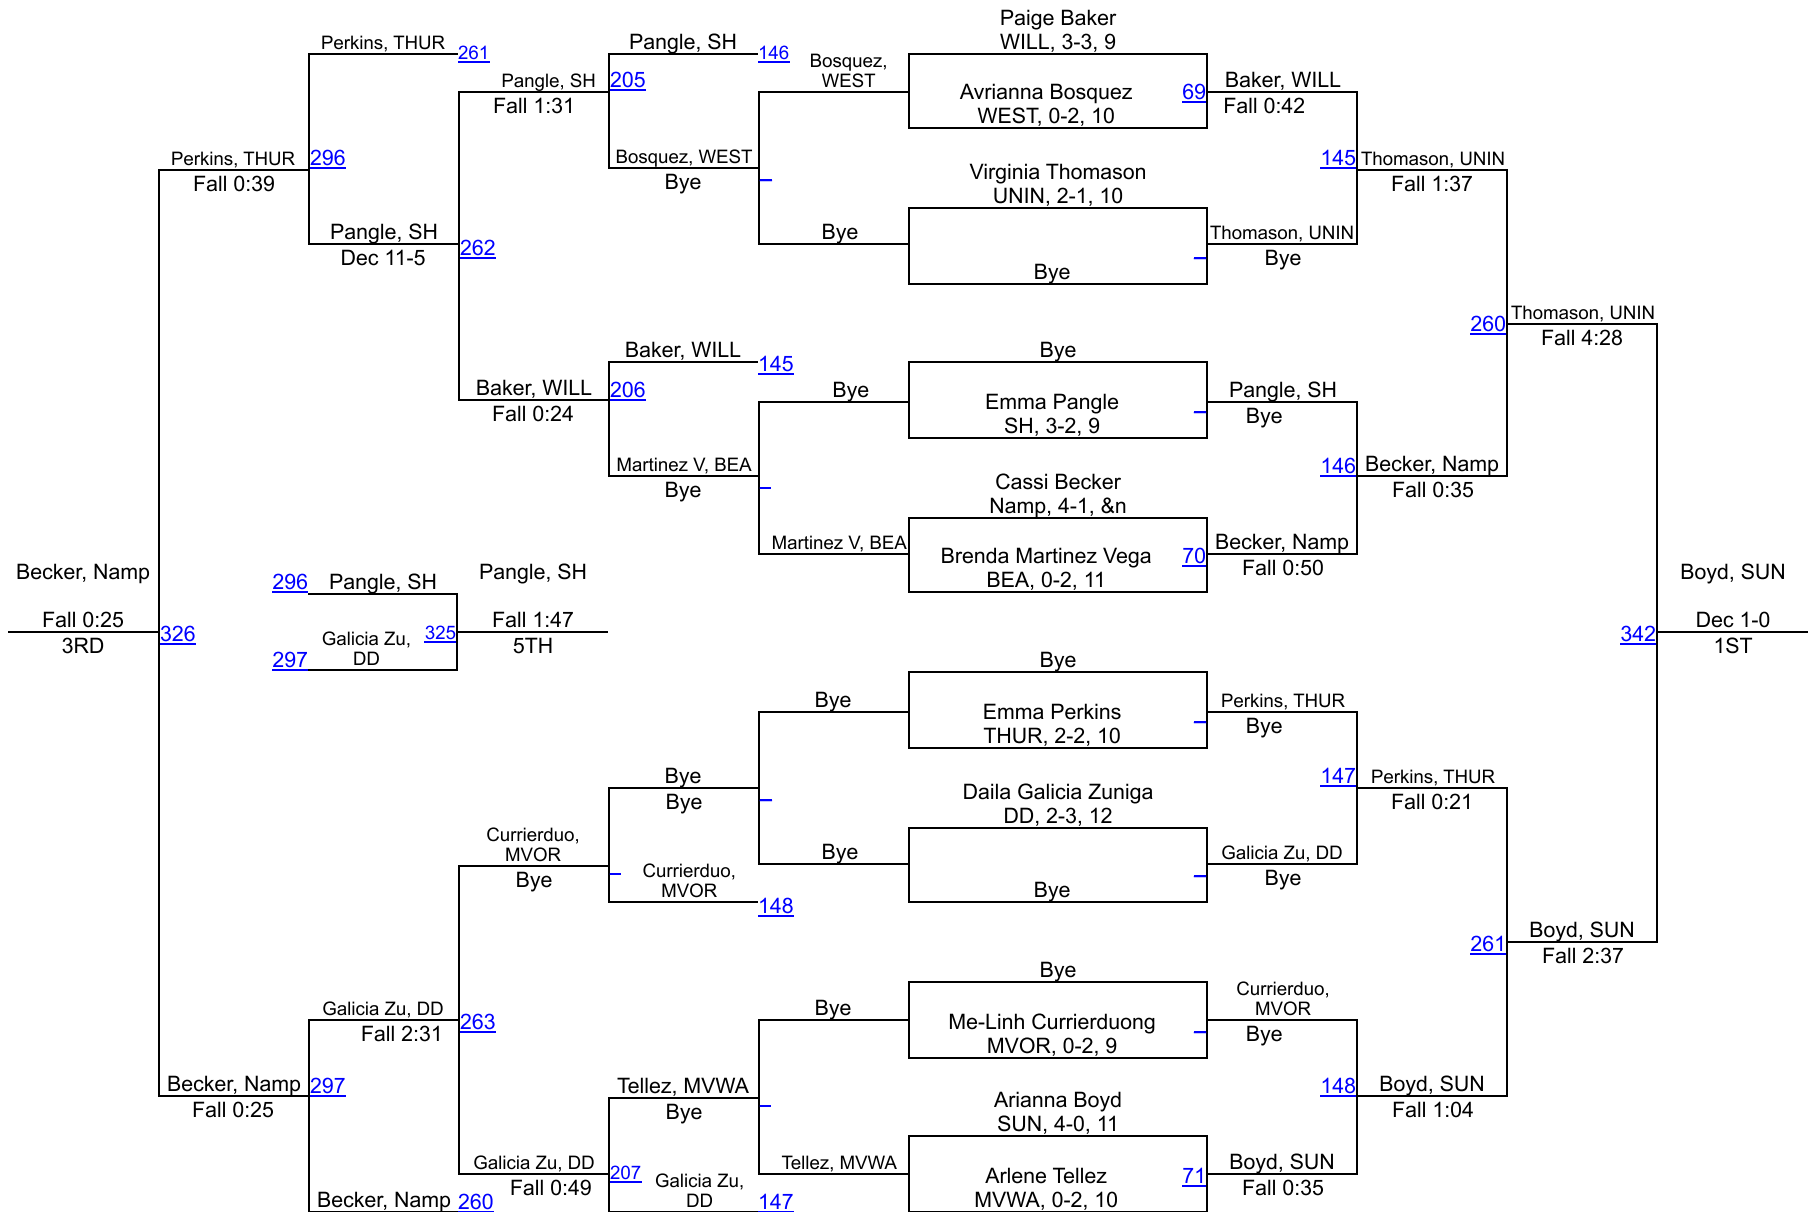 Paige Baker
WILL, 3-3, 9
Perkins, THUR
261
Pangle, SH
146
Bosquez,
WEST
Pangle, SH
205
Fall 1:31
Avrianna Bosquez
69
WEST, 0-2, 10
Baker, WILL
Fall 0:42
Perkins, THUR
296
Fall 0:39
Bosquez, WEST
Bye
Virginia Thomason
UNIN, 2-1, 10
145
Thomason, UNIN
Fall 1:37
Pangle, SH
Dec 11-5
262
Bye
Bye
Thomason, UNIN
Bye
260
Thomason, UNIN
Fall 4:28
Baker, WILL
145
Bye
Baker, WILL
206
Fall 0:24
Bye
Emma Pangle
SH, 3-2, 9
Pangle, SH
Bye
Martinez V, BEA
Bye
Cassi Becker
Namp, 4-1, &n
146
Becker, Namp
Fall 0:35
Martinez V, BEA
Brenda Martinez Vega
70
BEA, 0-2, 11
Becker, Namp
Fall 0:50
Becker, Namp
Fall 0:25
3RD
326
296
Pangle, SH
Galicia Zu,
DD
297
325
Pangle, SH
Fall 1:47
5TH
342
Boyd, SUN
Dec 1-0
1ST
Bye
Bye
Emma Perkins
THUR, 2-2, 10
Perkins, THUR
Bye
Bye
Bye
Daila Galicia Zuniga
DD, 2-3, 12
147
Perkins, THUR
Fall 0:21
Currierduo,
MVOR
Bye
Currierduo,
MVOR
148
Bye
Bye
Galicia Zu, DD
Bye
261
Boyd, SUN
Fall 2:37
Galicia Zu, DD
Fall 2:31
263
Bye
Bye
Me-Linh Currierduong
MVOR, 0-2, 9
Currierduo,
MVOR
Bye
Becker, Namp
297
Fall 0:25
Tellez, MVWA
Bye
Arianna Boyd
SUN, 4-0, 11
148
Boyd, SUN
Fall 1:04
Becker, Namp
260
Galicia Zu, DD
207
Fall 0:49
Galicia Zu,
DD
147
Tellez, MVWA
Arlene Tellez
71
MVWA, 0-2, 10
Boyd, SUN
Fall 0:35